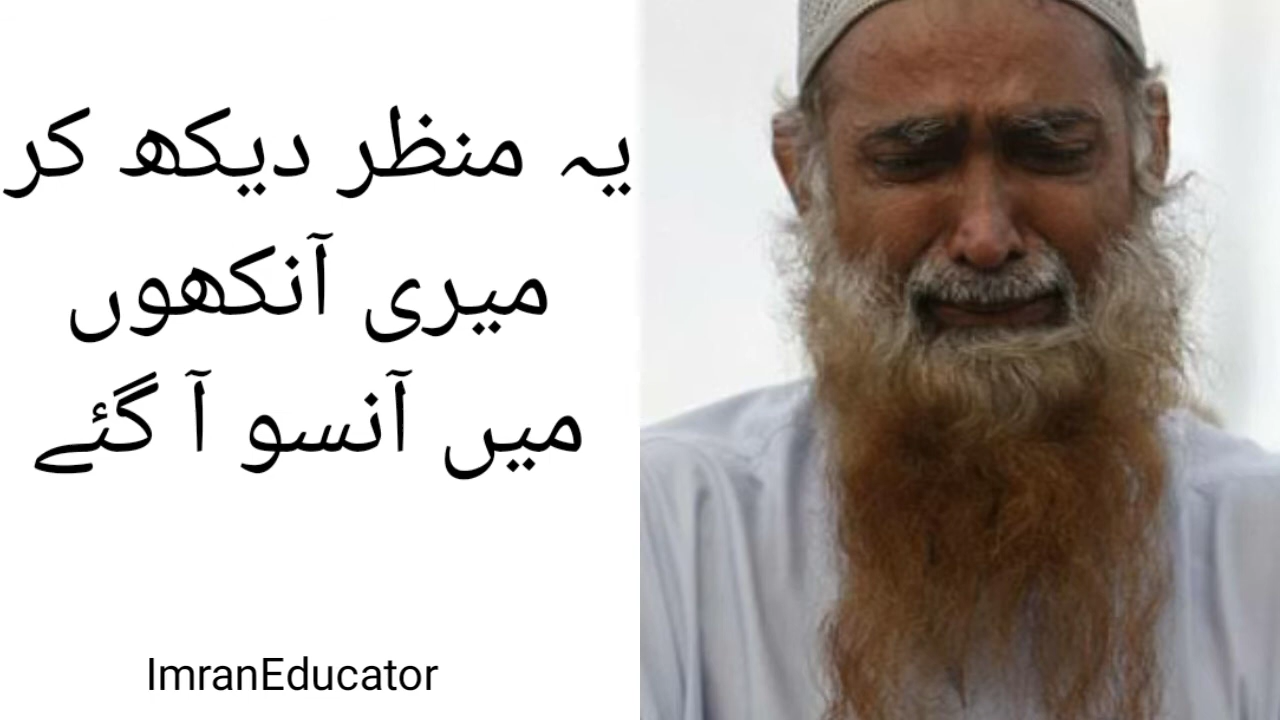 یہ منظر دیکھ کر
میری آنکھوں
میں آنسو آ گئے
ImranEducator